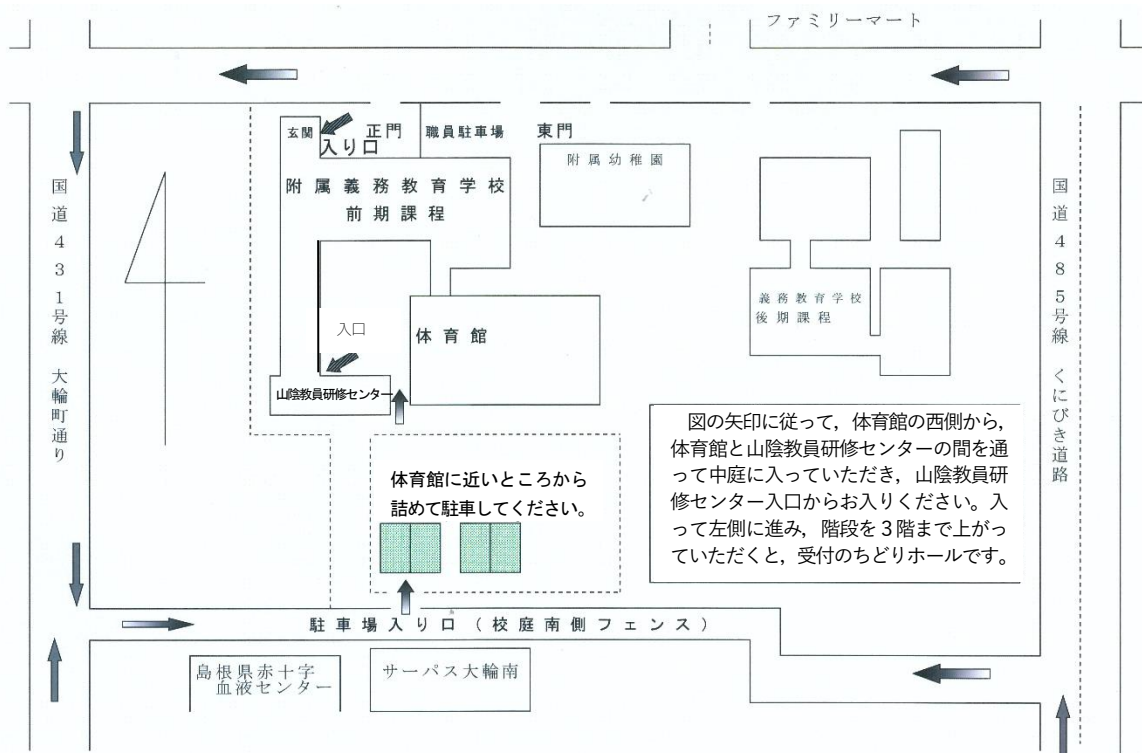 ファミリーマート
玄関
正門
職員駐車場
東門
入り口
附属幼稚園
附属義務教育学校
前期課程
国道431号線 大輪町通り
国道485号線 くにびき道路
義務教育学校
後期課程
入口
体育館
山陰教員研修センター
図の矢印に従って，体育館の西側から，
体育館と山陰教員研修センターの間を通
って中庭に入っていただき，山陰教員研
修センター入口からお入りください。入
って左側に進み，階段を３階まで上がっ
ていただくと，受付のちどりホールです。
体育館に近いところから
詰めて駐車してください。
駐車場入り口（校庭南側フェンス）
島根県赤十字
血液センター
サーパス大輪南